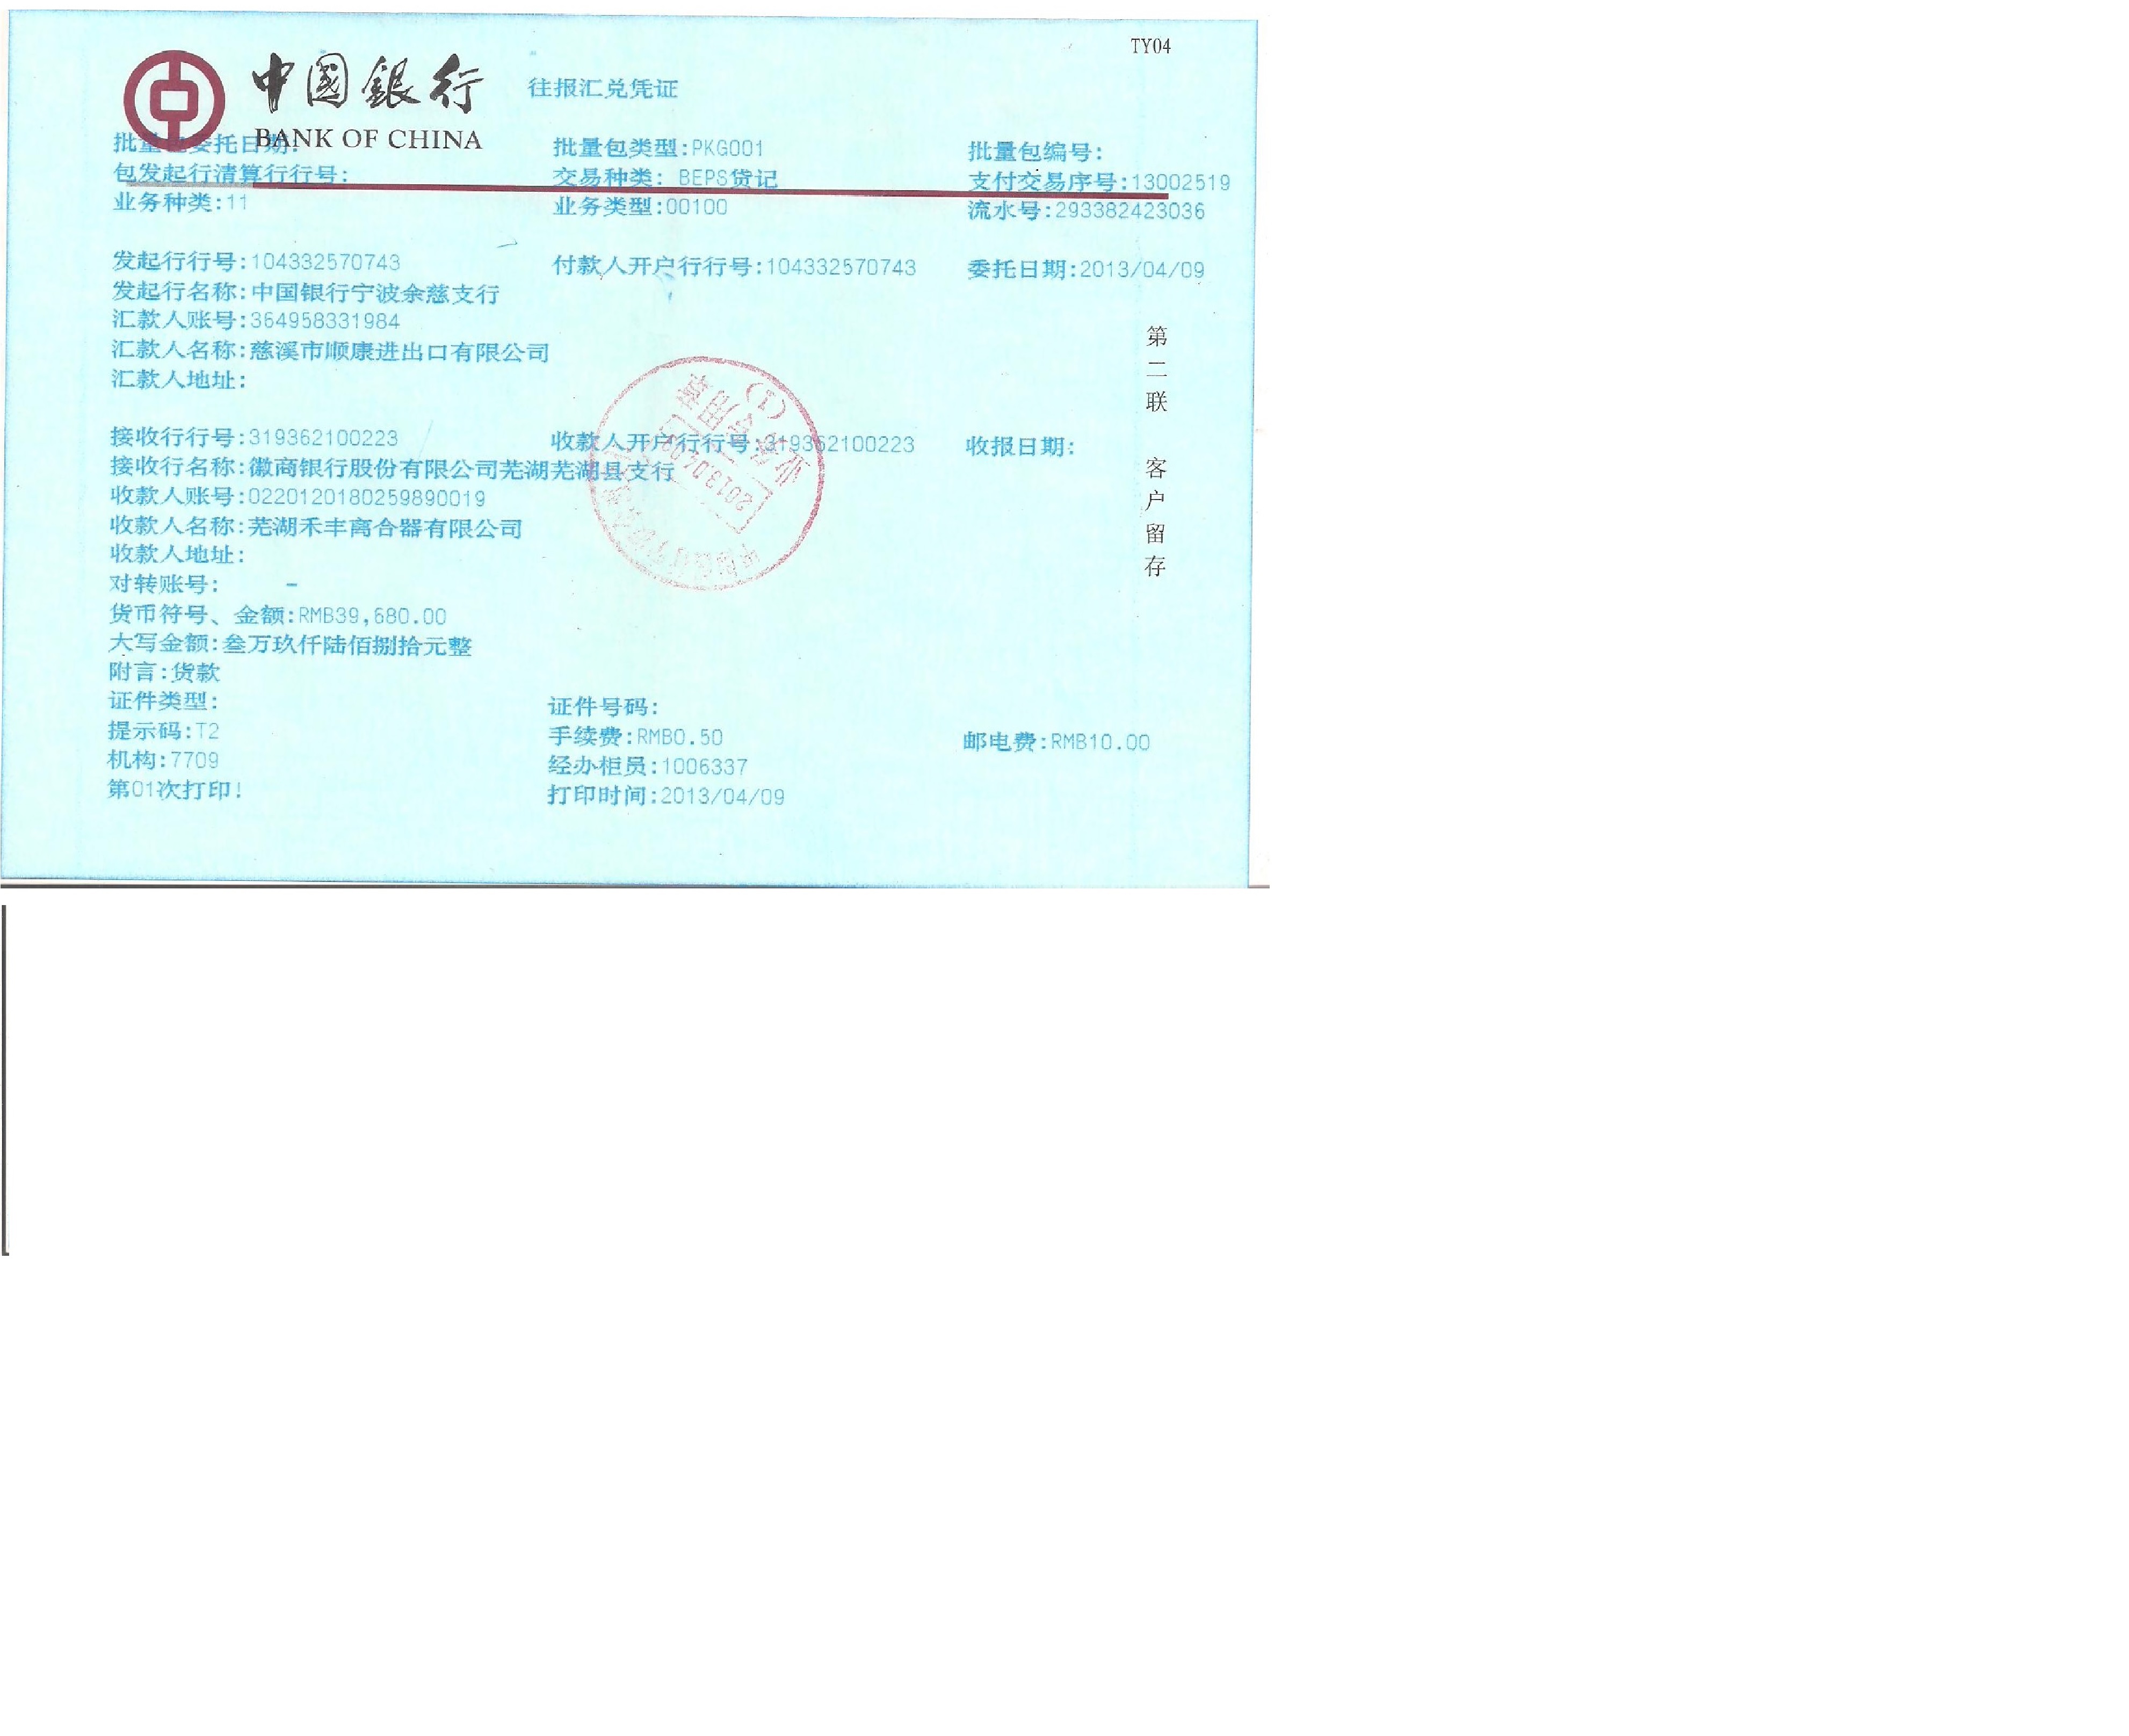 TY04
中国銀行 往报汇兑凭证
BANK OF CHINA
批量包委托日期: 批量包类型:PKG001 批量包编号:
包发起行清算行行号: 交易种类: BEPS贷记 支付交易序号:13002519
业务种类:11 业务类型:00100 流水号:293382423036
发起行行号:104332570743 付款人开户行行号:104332570743 委托日期:2013/04/09
发起行名称:中国银行宁波余慈支行
汇款人账号:364958331984
汇款人名称:慈溪市顺康进出口有限公司
汇款人地址:
接收行行号:319362100223 收款人开户行行号:319362100223 收报日期:
接收行名称:徽商银行股份有限公司芜湖芜湖县支行
收款人账号:0220120180259890019
收款人名称:芜湖禾丰离合器有限公司
收款人地址:
对转账号: -
货币符号、金额:RMB39,680.00
大写金额:叁万玖仟陆佰捌拾元整
附言:货款
证件类型: 证件号码:
提示码:T2 手续费:RMB0.50 邮电费:RMB10.00
机构:7709 经办柜员:1006337
第01次打印! 打印时间:2013/04/09
第二联 客户留存
(1)